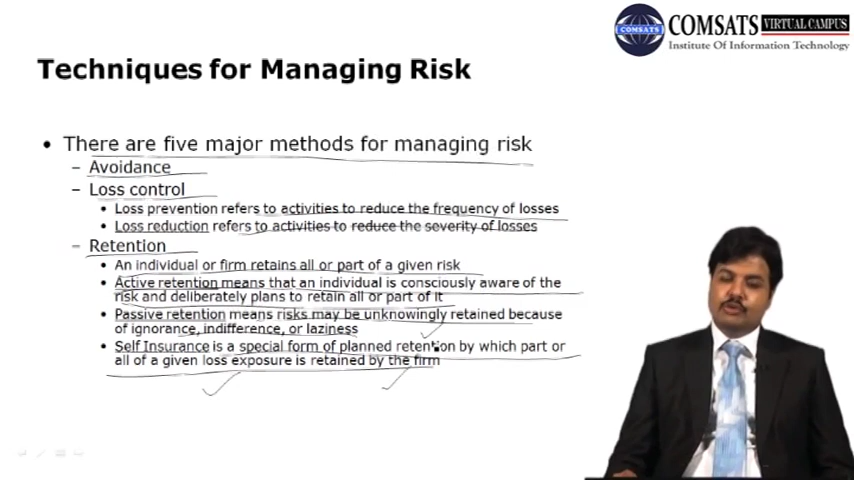 COMSATS
COMSATS VIRTUAL CAMPUS
Institute Of Information Technology
Techniques for Managing Risk
• There are five major methods for managing risk
– Avoidance
– Loss control
• Loss prevention refers to activities to reduce the frequency of losses
• Loss reduction refers to activities to reduce the severity of losses
– Retention
• An individual or firm retains all or part of a given risk
• Active retention means that an individual is consciously aware of the
risk and deliberately plans to retain all or part of it
• Passive retention means risks may be unknowingly retained because
of ignorance, indifference, or laziness
• Self Insurance is a special form of planned retention by which part or
all of a given loss exposure is retained by the firm